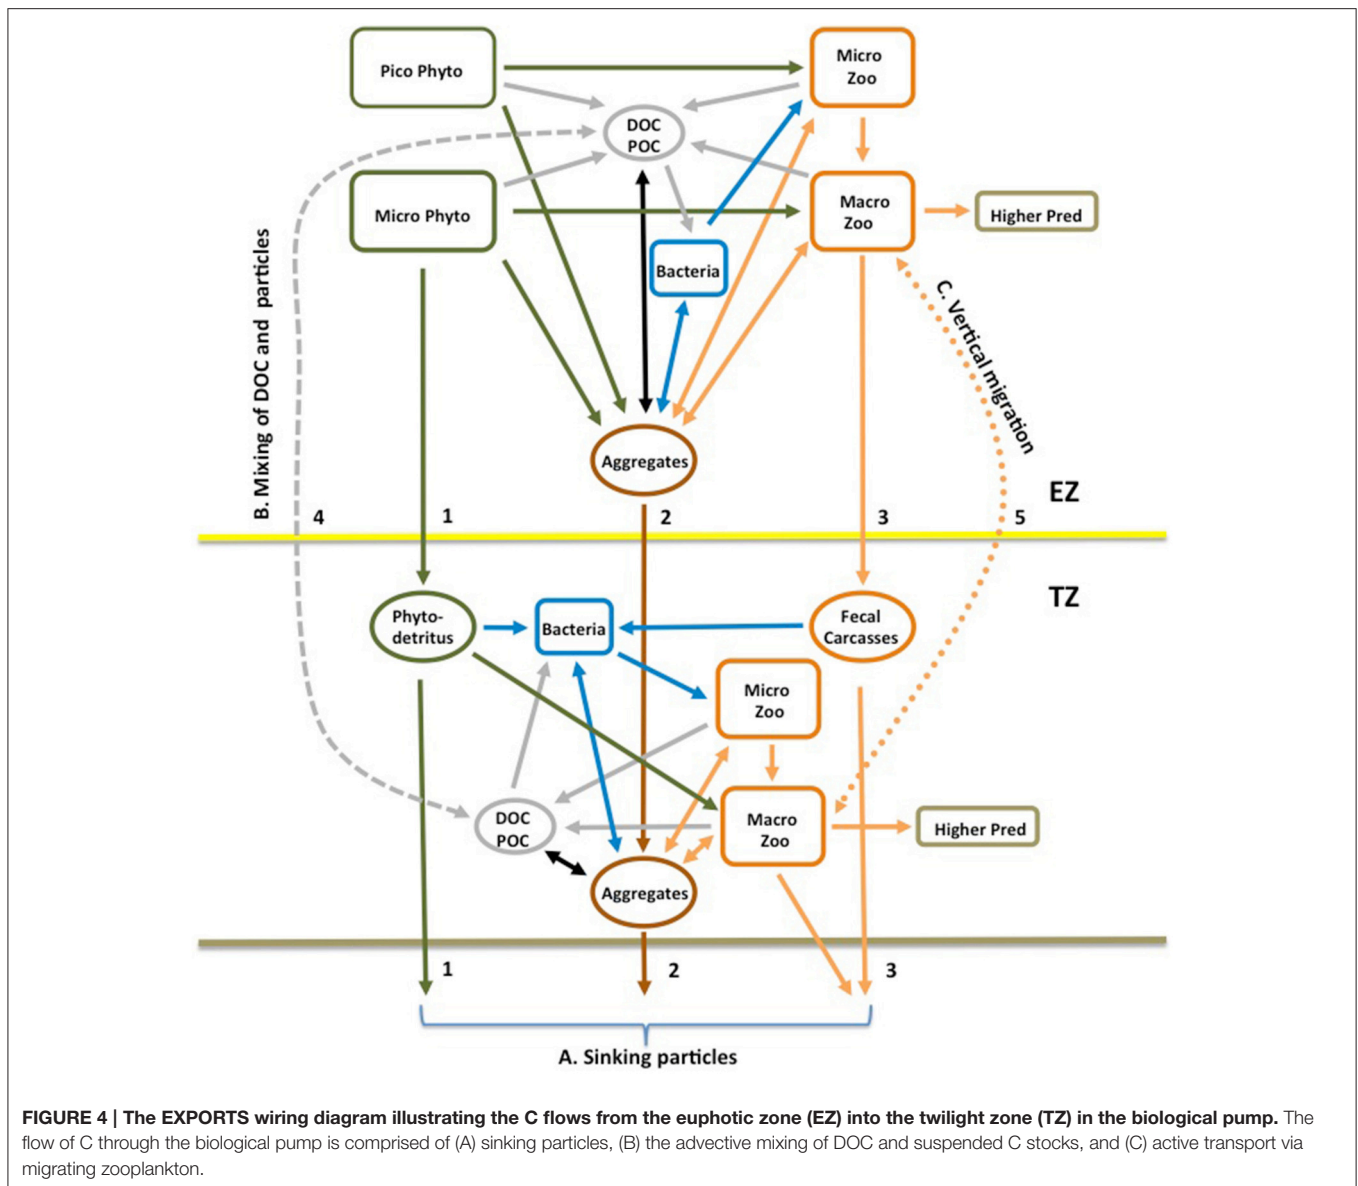 Pico Phyto
Micro
Zoo
DOC
POC
Micro Phyto
Macro
Zoo
Higher Pred
Bacteria
B. Mixing of DOC and particles
C. Vertical migration
Aggregates
EZ
4
1
2
3
5
TZ
Phyto-
detritus
Bacteria
Fecal
Carcasses
Micro
Zoo
DOC
POC
Macro
Zoo
Higher Pred
Aggregates
1
2
3
A. Sinking particles
FIGURE 4 | The EXPORTS wiring diagram illustrating the C flows from the euphotic zone (EZ) into the twilight zone (TZ) in the biological pump. The
flow of C through the biological pump is comprised of (A) sinking particles, (B) the advective mixing of DOC and suspended C stocks, and (C) active transport via
migrating zooplankton.